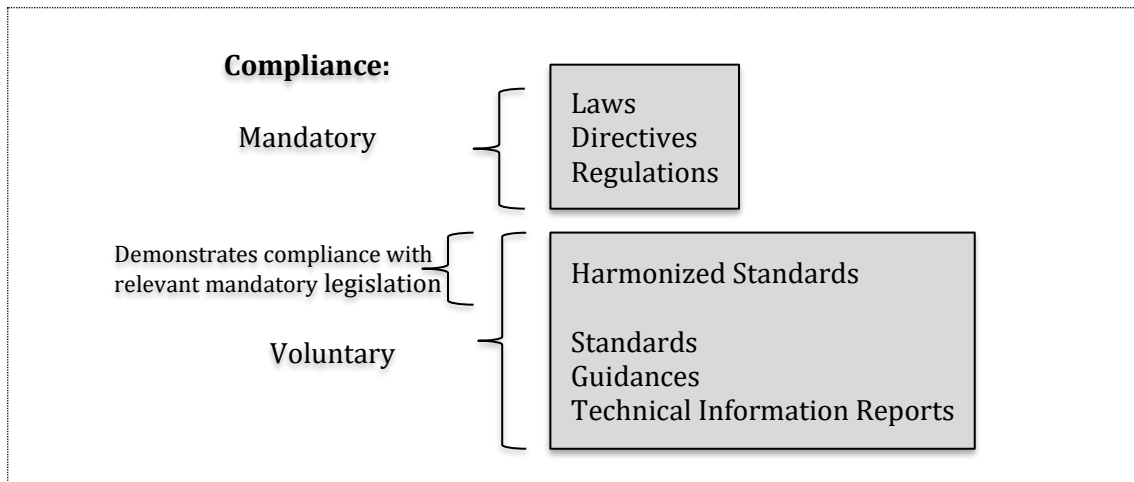 Compliance:
Mandatory
Laws
Directives
Regulations
Demonstrates compliance with
relevant mandatory legislation
Voluntary
Harmonized Standards
Standards
Guidances
Technical Information Reports